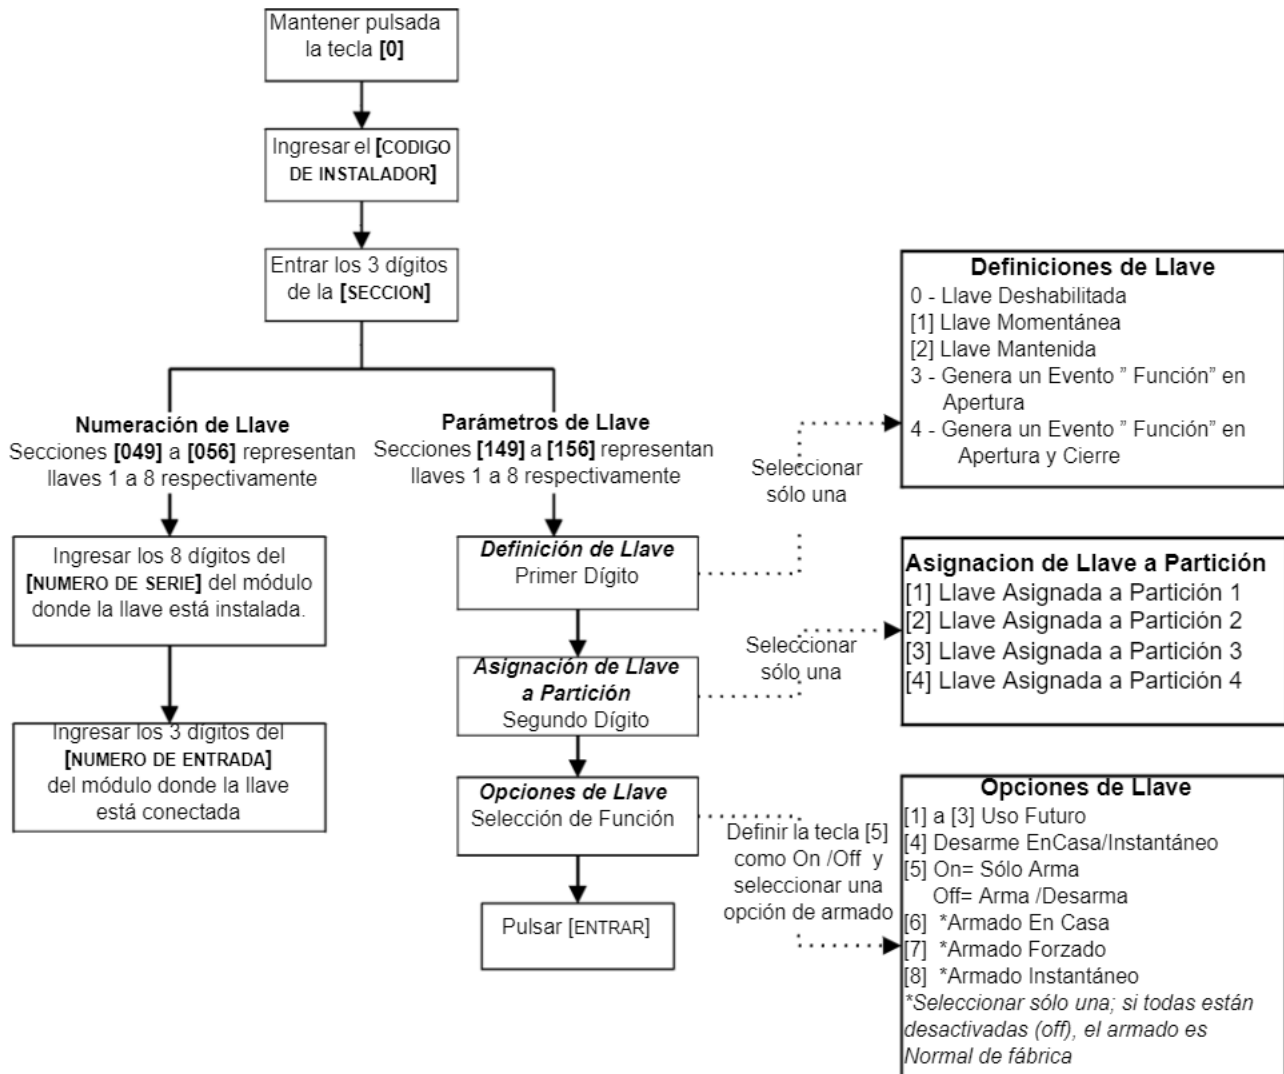 Mantener pulsada
la tecla [0]
Ingresar el [CODIGO
DE INSTALADOR]
Entrar los 3 dígitos
de la [SECCION]
Numeración de Llave
Secciones [049] a [056] representan
llaves 1 a 8 respectivamente
Ingresar los 8 dígitos del
[NUMERO DE SERIE] del módulo
donde la llave está instalada.
Ingresar los 3 dígitos del
[NUMERO DE ENTRADA]
del módulo donde la llave
está conectada
Parámetros de Llave
Secciones [149] a [156] representan
llaves 1 a 8 respectivamente
Definición de Llave
Primer Dígito
Asignación de Llave
a Partición
Segundo Dígito
Opciones de Llave
Selección de Función
Pulsar [ENTRAR]
Seleccionar
sólo una
Definiciones de Llave
0 - Llave Deshabilitada
[1] Llave Momentánea
[2] Llave Mantenida
3 - Genera un Evento ” Función” en
Apertura
4 - Genera un Evento ” Función” en
Apertura y Cierre
Seleccionar
sólo una
Asignacion de Llave a Partición
[1] Llave Asignada a Partición 1
[2] Llave Asignada a Partición 2
[3] Llave Asignada a Partición 3
[4] Llave Asignada a Partición 4
Definir la tecla [5]
como On /Off y
seleccionar una
opción de armado
Opciones de Llave
[1] a [3] Uso Futuro
[4] Desarme EnCasa/Instantáneo
[5] On= Sólo Arma
Off= Arma /Desarma
[6] *Armado En Casa
[7] *Armado Forzado
[8] *Armado Instantáneo
*Seleccionar sólo una; si todas están
desactivadas (off), el armado es
Normal de fábrica